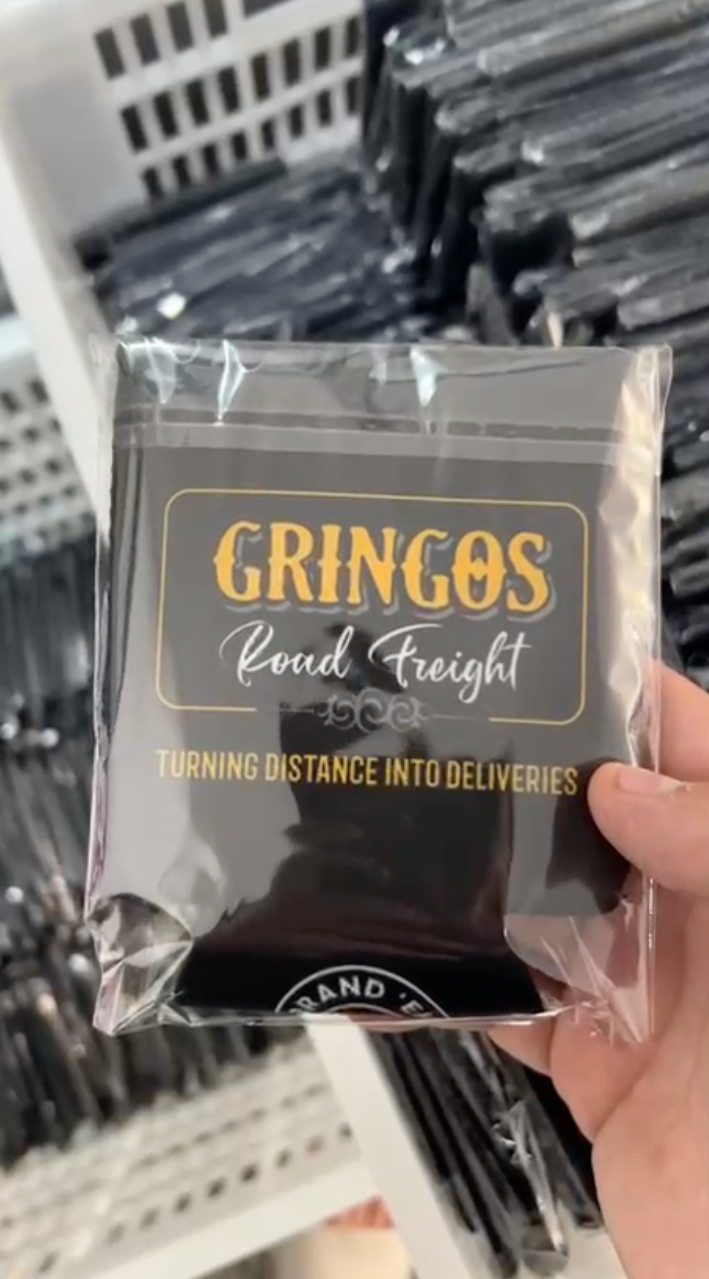 GRINGOS
Road Freight
TURNING DISTANCE INTO DELIVERIES